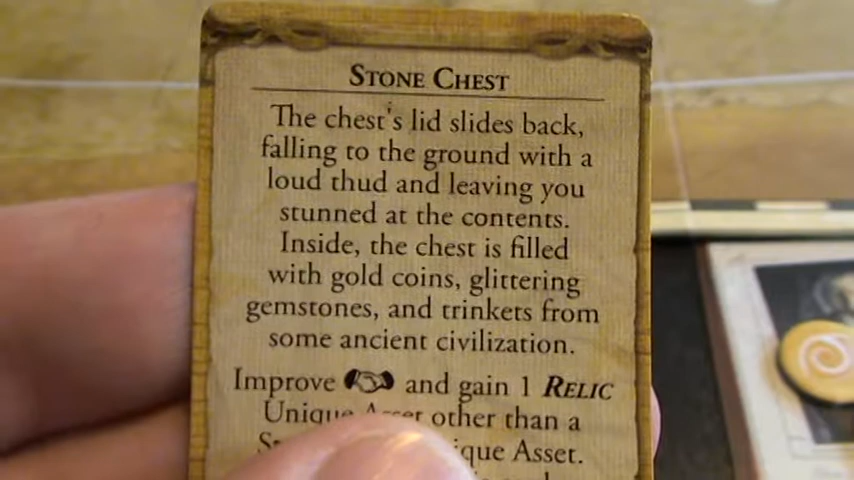 STONE CHEST
The chest's lid slides back,
falling to the ground with a
loud thud and leaving you
stunned at the contents.
Inside, the chest is filled
with gold coins, glittering
gemstones, and trinkets from
some ancient civilization.
Improve and gain 1 RELIC
Unique Asset other than a
Asset.